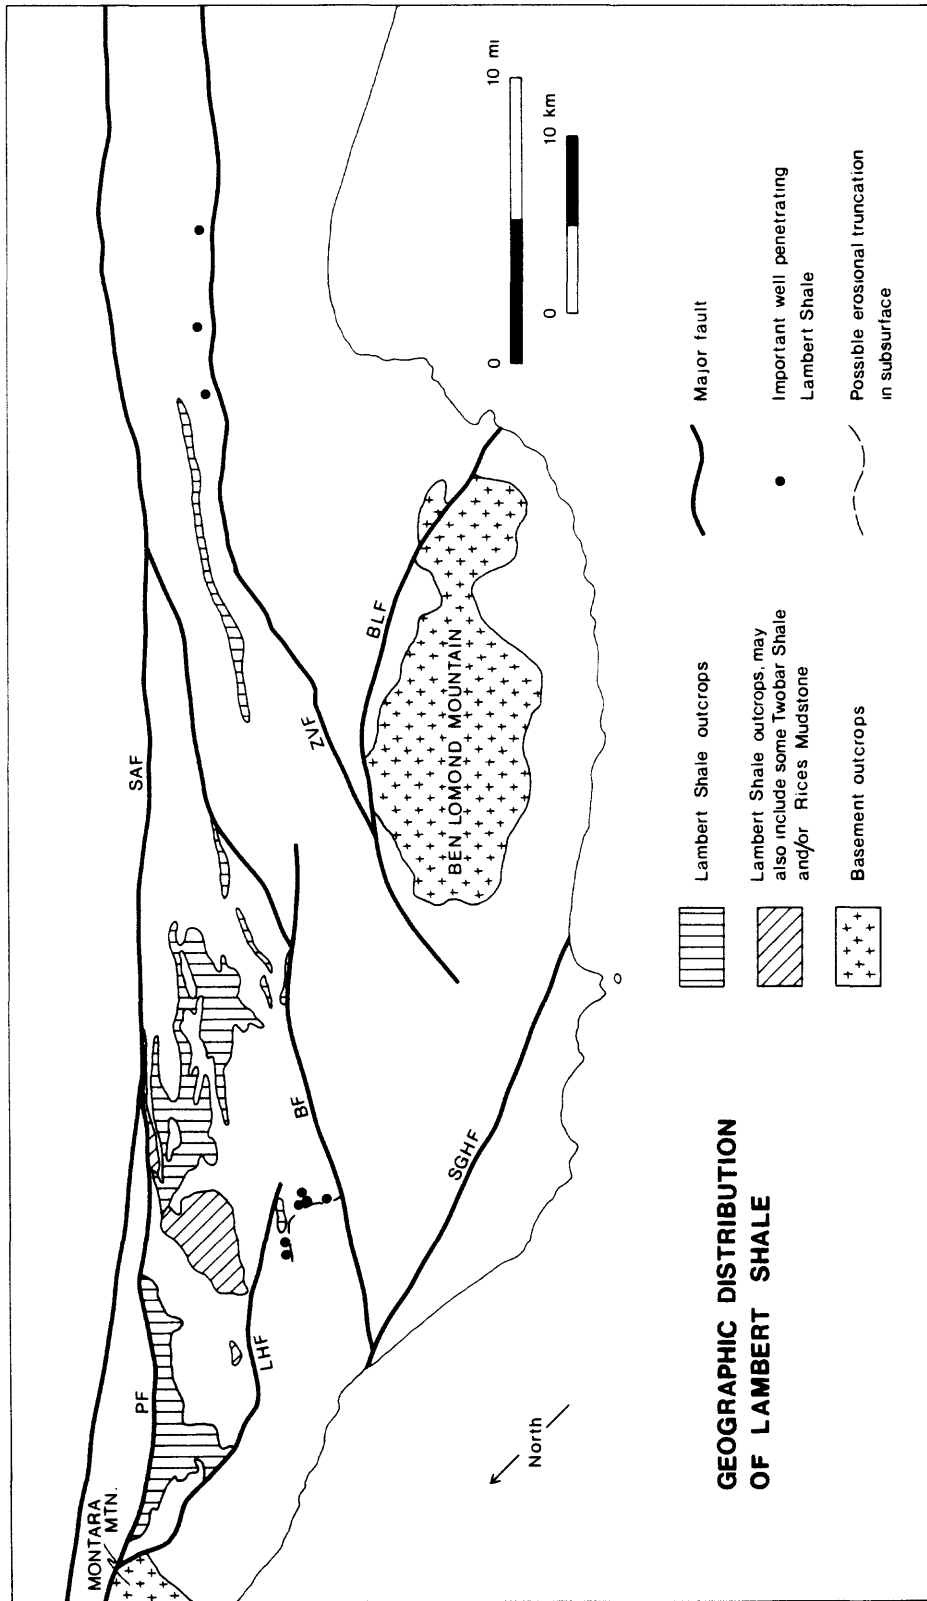 MONTARA
MTN.
PF
SAF
LHF
BF
ZVF
BLF
SGHF
BEN LOMOND MOUNTAIN
North
0
10 mi
0
10 km
GEOGRAPHIC DISTRIBUTION
OF LAMBERT SHALE
Lambert Shale outcrops
Lambert Shale outcrops, may
also include some Twobar Shale
and/or Rices Mudstone
Basement outcrops
Major fault
Important well penetrating
Lambert Shale
Possible erosional truncation
in subsurface